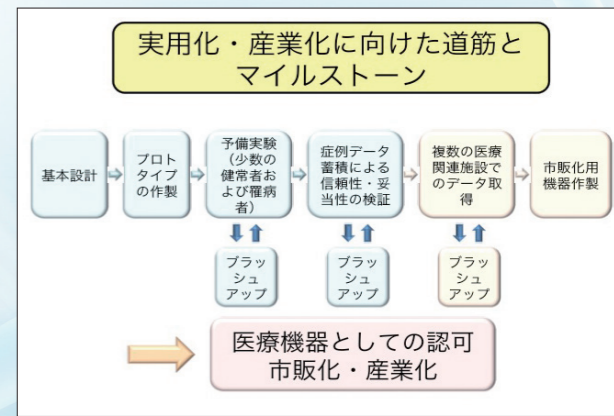 実用化・産業化に向けた道筋と
マイルストーン
基本設計
プロト
タイプ
の作製
予備実験
（少数の
健常者お
よび罹病
者）
症例データ
蓄積による
信頼性・妥
当性の検証
複数の医療
関連施設で
のデータ取
得
市販化用
機器作製
ブラッ
シュ
アップ
ブラッ
シュ
アップ
ブラッ
シュ
アップ
医療機器としての認可
市販化・産業化